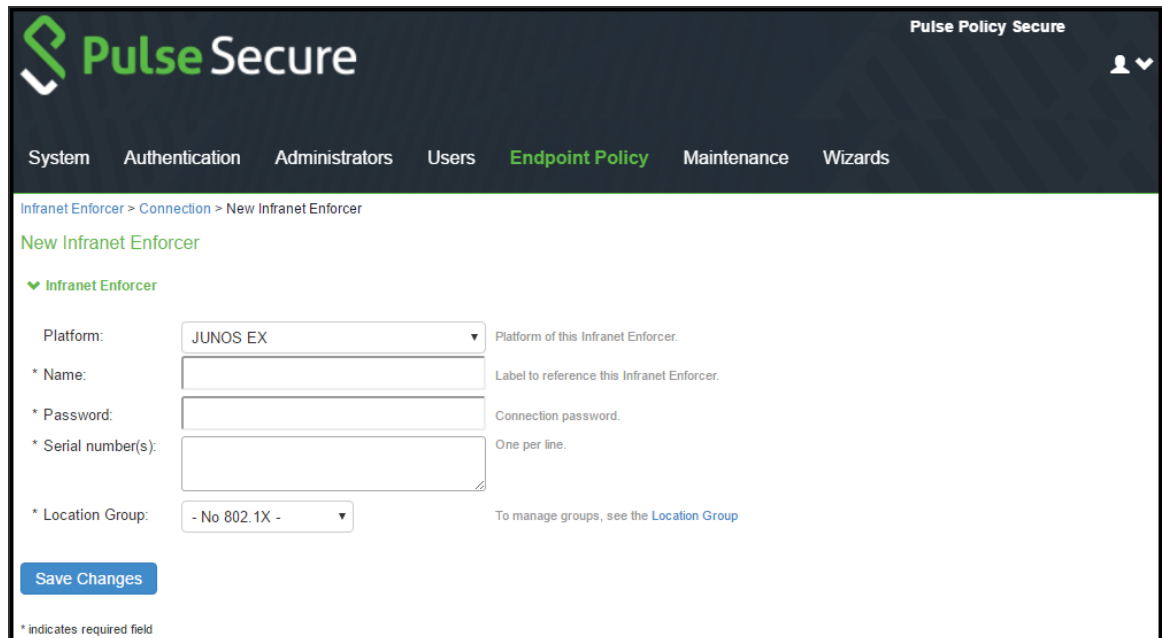 Pulse Policy Secure
Pulse Secure
System Authentication Administrators Users Endpoint Policy Maintenance Wizards
Infranet Enforcer > Connection > New Infranet Enforcer
New Infranet Enforcer
Infranet Enforcer
Platform: JUNOS EX Platform of this Infranet Enforcer.
* Name: Label to reference this Infranet Enforcer.
* Password: Connection password.
* Serial number(s): One per line.
* Location Group: - No 802.1X - To manage groups, see the Location Group
Save Changes
* indicates required field